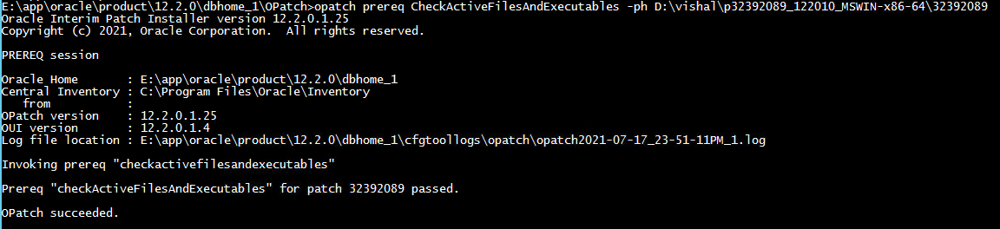 E:\app\oracle\product\12.2.0\dbhome_1\OPatch>opatch prereq CheckActiveFilesAndExecutables -ph D:\vishal\p32392089_122010_MSWIN-x86-64\32392089
Oracle Interim Patch Installer version 12.2.0.1.25
Copyright (c) 2021, Oracle Corporation.  All rights reserved.
PREREQ session
Oracle Home       : E:\app\oracle\product\12.2.0\dbhome_1
Central Inventory : C:\Program Files\Oracle\Inventory
   from           :
OPatch version    : 12.2.0.1.25
OUI version       : 12.2.0.1.4
Log file location : E:\app\oracle\product\12.2.0\dbhome_1\cfgtoollogs\opatch\opatch2021-07-17_23-51-11PM_1.log
Invoking prereq "checkactivefilesandexecutables"
Prereq "checkActiveFilesAndExecutables" for patch 32392089 passed.
OPatch succeeded.